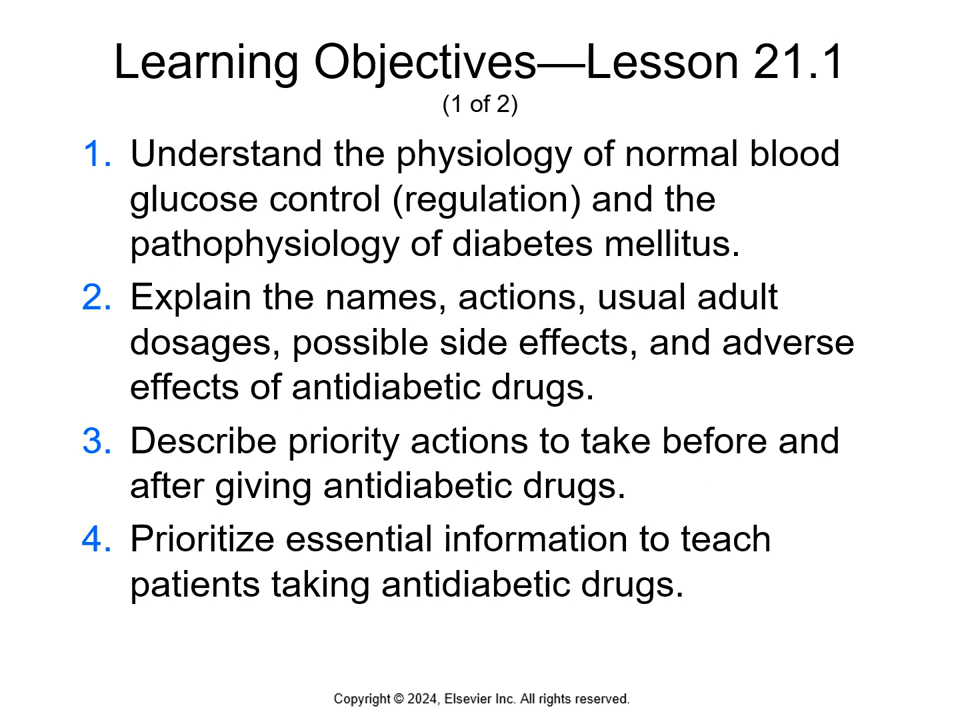 Learning Objectives—Lesson 21.1
(1 of 2)
1. Understand the physiology of normal blood
glucose control (regulation) and the
pathophysiology of diabetes mellitus.
2. Explain the names, actions, usual adult
dosages, possible side effects, and adverse
effects of antidiabetic drugs.
3. Describe priority actions to take before and
after giving antidiabetic drugs.
4. Prioritize essential information to teach
patients taking antidiabetic drugs.
Copyright © 2024, Elsevier Inc. All rights reserved.